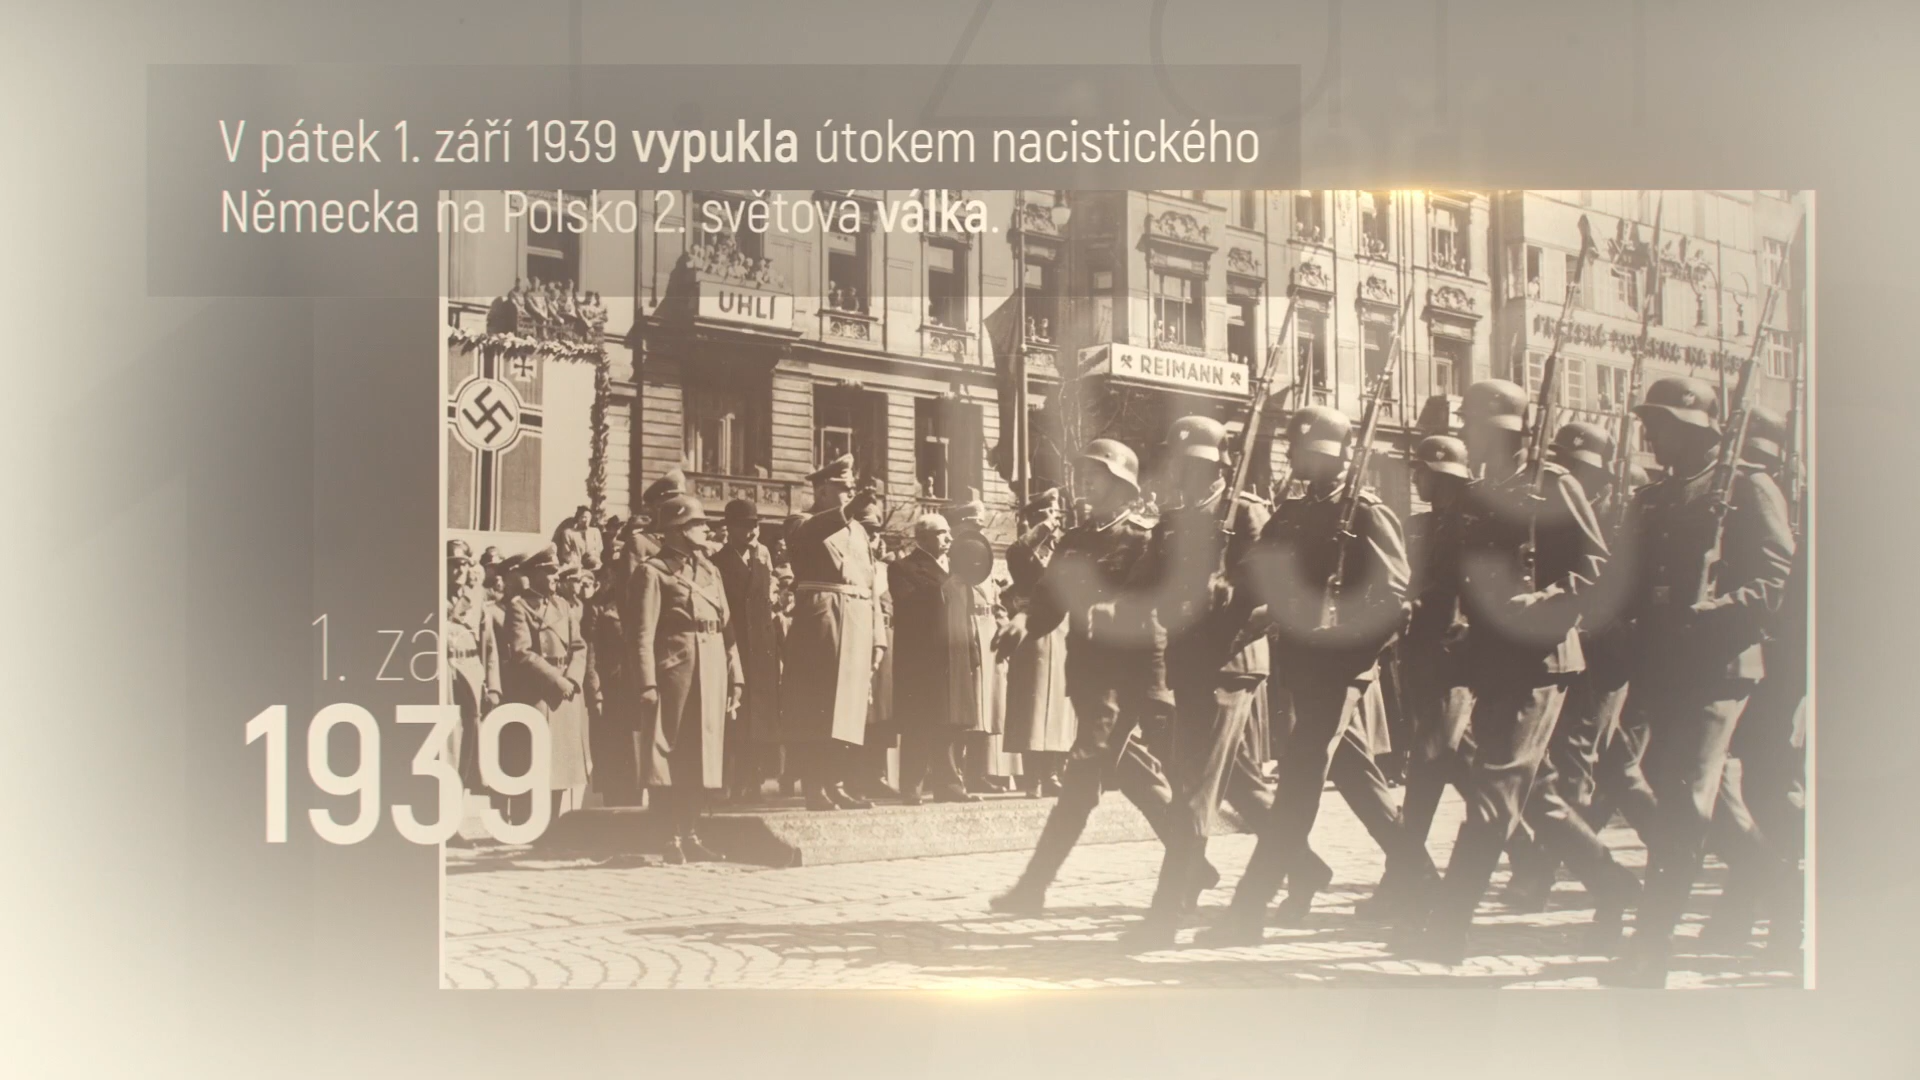 V pátek 1. září 1939 vypukla útokem nacistického
Německa na Polsko 2. světová válka.
UHLÍ
REIMANN
1. zá
1939